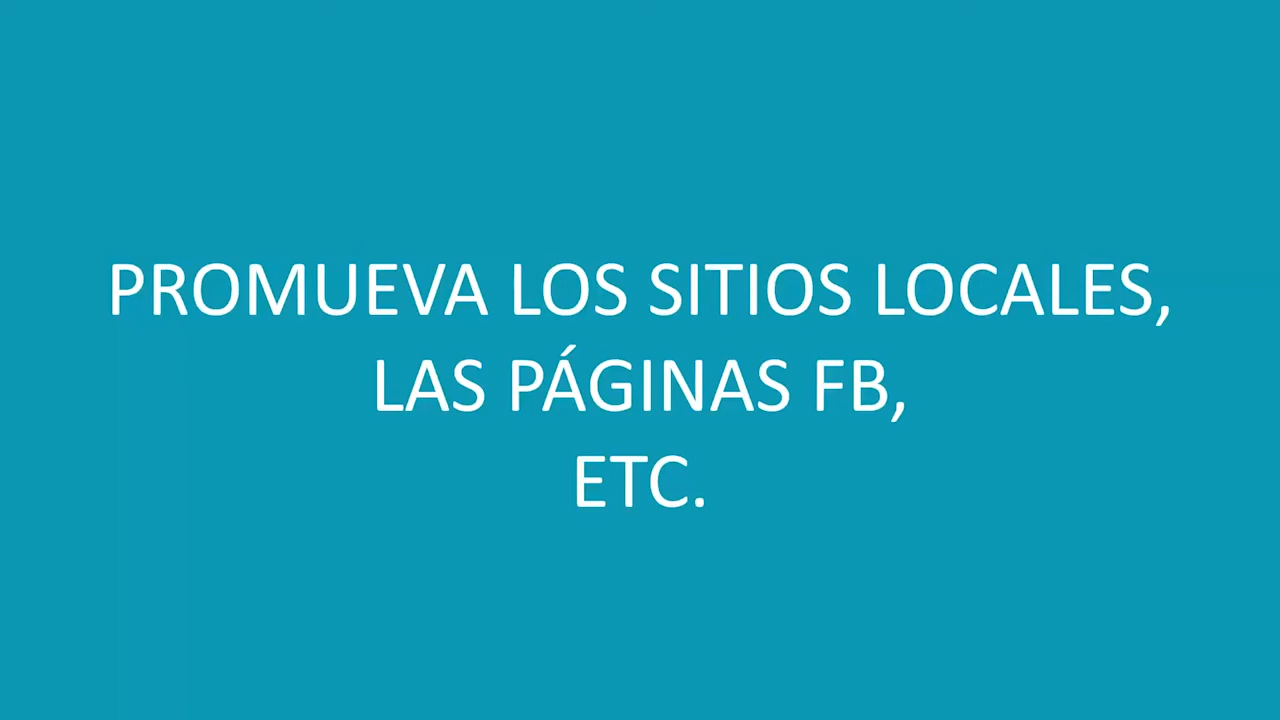 PROMUEVA LOS SITIOS LOCALES,
LAS PÁGINAS FB,
ETC.